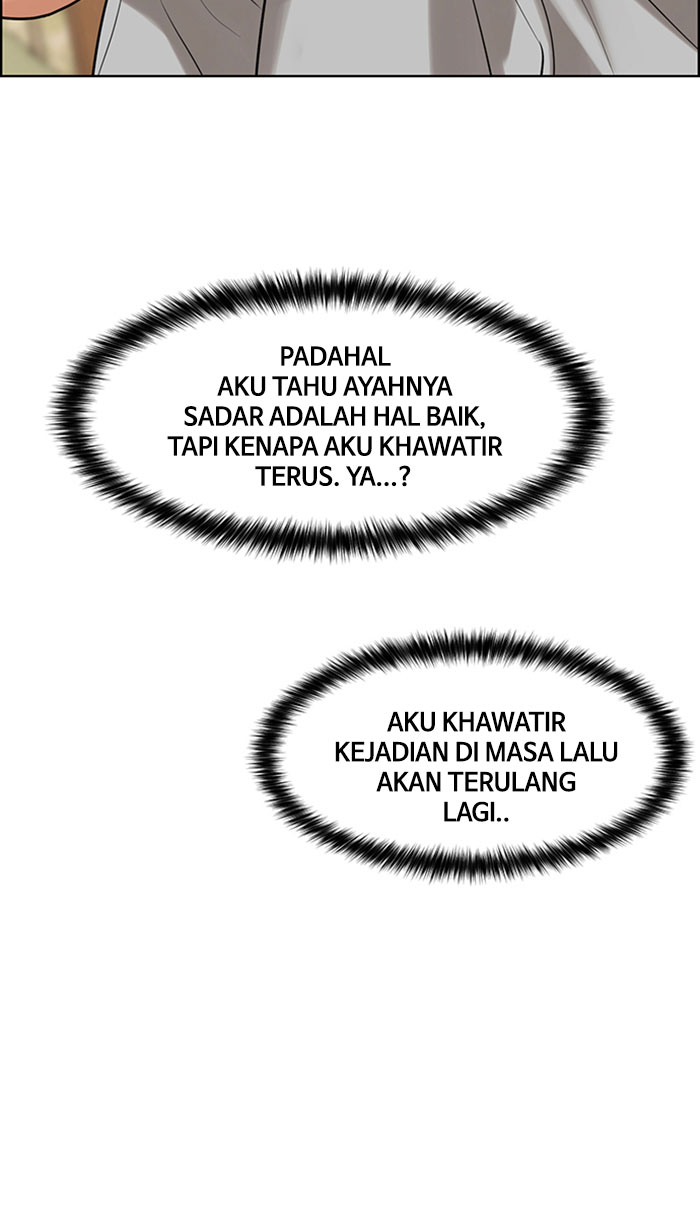 PADAHAL
AKU TAHU AYAHNYA
SADAR ADALAH HAL BAIK,
TAPI KENAPA AKU KHAWATIR
TERUS. YA...?
AKU KHAWATIR
KEJADIAN DI MASA LALU
AKAN TERULANG
LAGI..